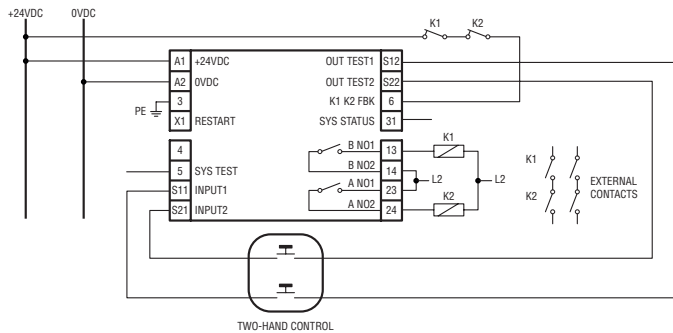 +24VDC 0VDC
K1 K2
A1 +24VDC OUT TEST1 S12
A2 0VDC OUT TEST2 S22
PE 3 K1 K2 FBK 6
X1 RESTART SYS STATUS 31
4 B NO1 13 K1
5 SYS TEST B NO2 14 L2 L2
S11 INPUT1 A NO1 23
S21 INPUT2 A NO2 24 K2
K1
K2
EXTERNAL
CONTACTS
TWO-HAND CONTROL